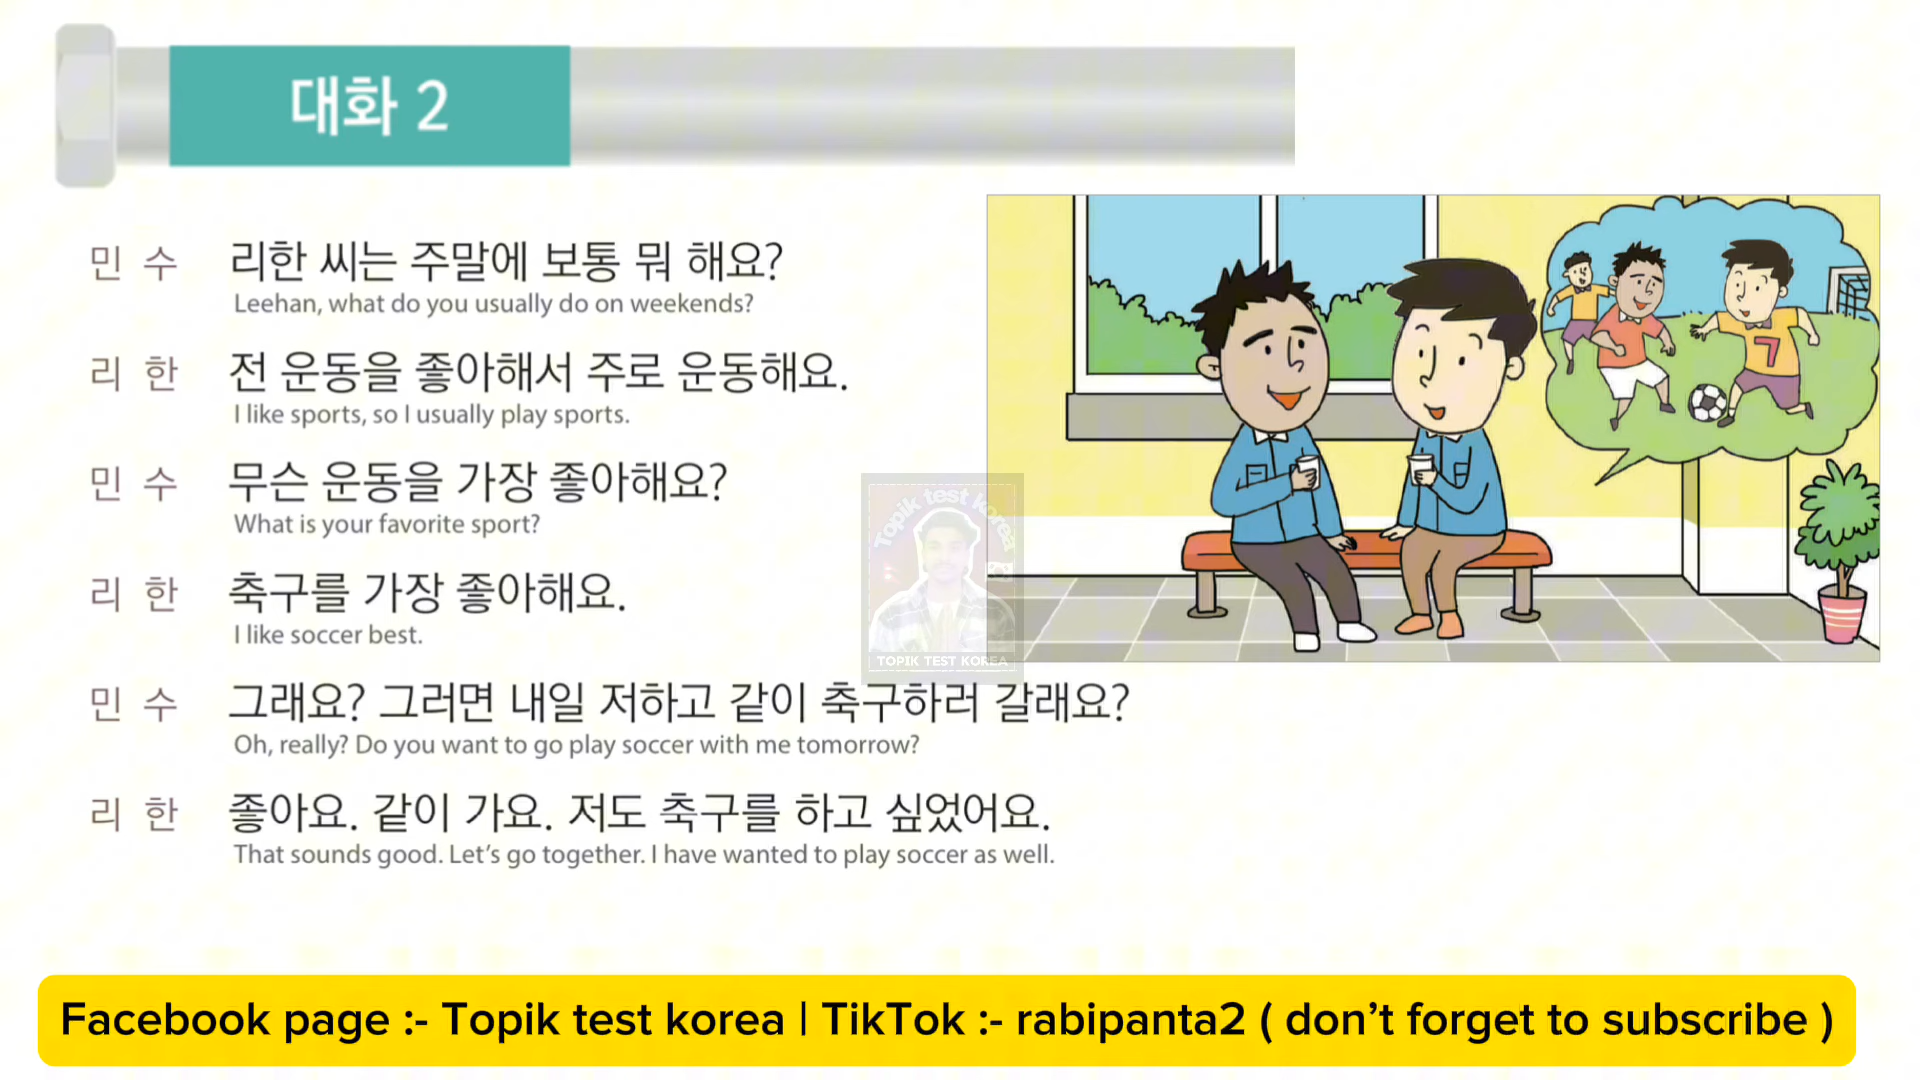 대화 2
민 수 리한 씨는 주말에 보통 뭐 해요?
Leehan, what do you usually do on weekends?
리 한 전 운동을 좋아해서 주로 운동해요.
I like sports, so I usually play sports.
민 수 무슨 운동을 가장 좋아해요?
What is your favorite sport?
리 한 축구를 가장 좋아해요.
I like soccer best.
민 수 그래요? 그러면 내일 저하고 같이 축구하러 갈래요?
Oh, really? Do you want to go play soccer with me tomorrow?
리 한 좋아요. 같이 가요. 저도 축구를 하고 싶었어요.
That sounds good. Let's go together. I have wanted to play soccer as well.
7
Topik test Korea
TOPIK TEST KOREA
Facebook page :- Topik test korea | TikTok :- rabipanta2 ( don't forget to subscribe )